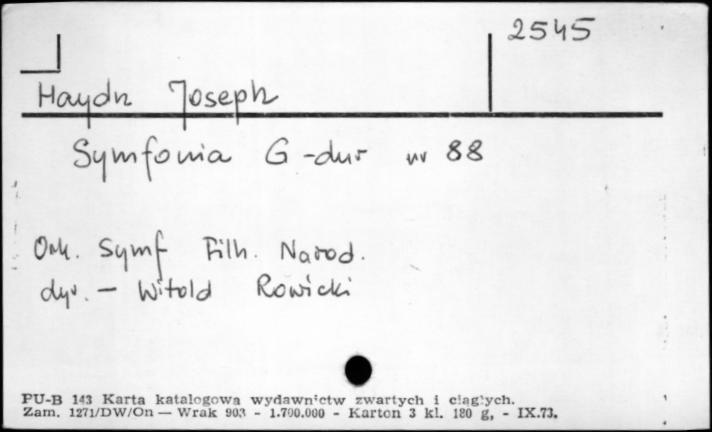 2545
Haydn Joseph
Symfonia G-dur nr 88
Ork. Symf Filh. Narod.
dyr. - Witold Rowicki
PU-B 143 Karta katalogowa wydawnictw zwartych i ciągłych.
Zam. 1271/DW/On — Wrak 903 - 1.700.000 - Karton 3 kl. 180 g, - IX.73.